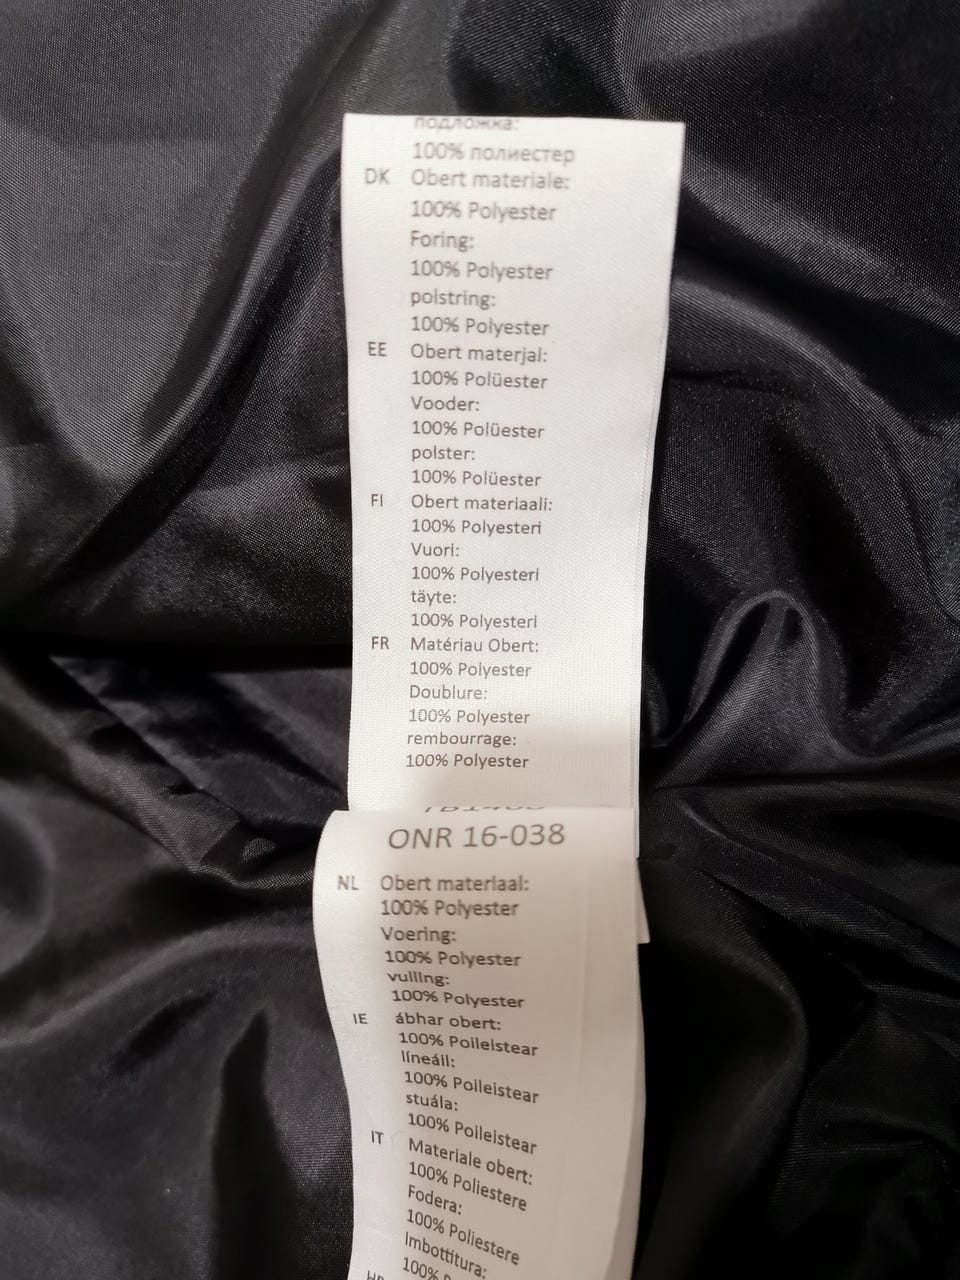 подложка:
100% полиестер
DK Obert materiale:
100% Polyester
Foring:
100% Polyester
polstring:
100% Polyester
EE Obert materjal:
100% Polüester
Vooder:
100% Polüester
polster:
100% Polüester
FI Obert materiaali:
100% Polyesteri
Vuori:
100% Polyesteri
täyte:
100% Polyesteri
FR Matériau Obert:
100% Polyester
Doublure:
100% Polyester
rembourrage:
100% Polyester
ONR 16-038
NL Obert materiaal:
100% Polyester
Voering:
100% Polyester
vulling:
100% Polyester
IE ábhar obert:
100% Poileistear
líneáil:
100% Poileistear
stuála:
100% Poileistear
IT Materiale obert:
100% Poliestere
Fodera:
100% Poliestere
Imbottitura:
100%